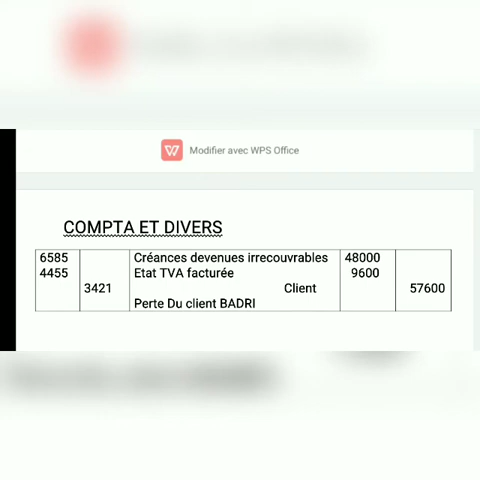 Modifier avec WPS Office
COMPTA ET DIVERS
6585 Créances devenues irrecouvrables 48000
4455 Etat TVA facturée 9600
3421 Client 57600
Perte Du client BADRI